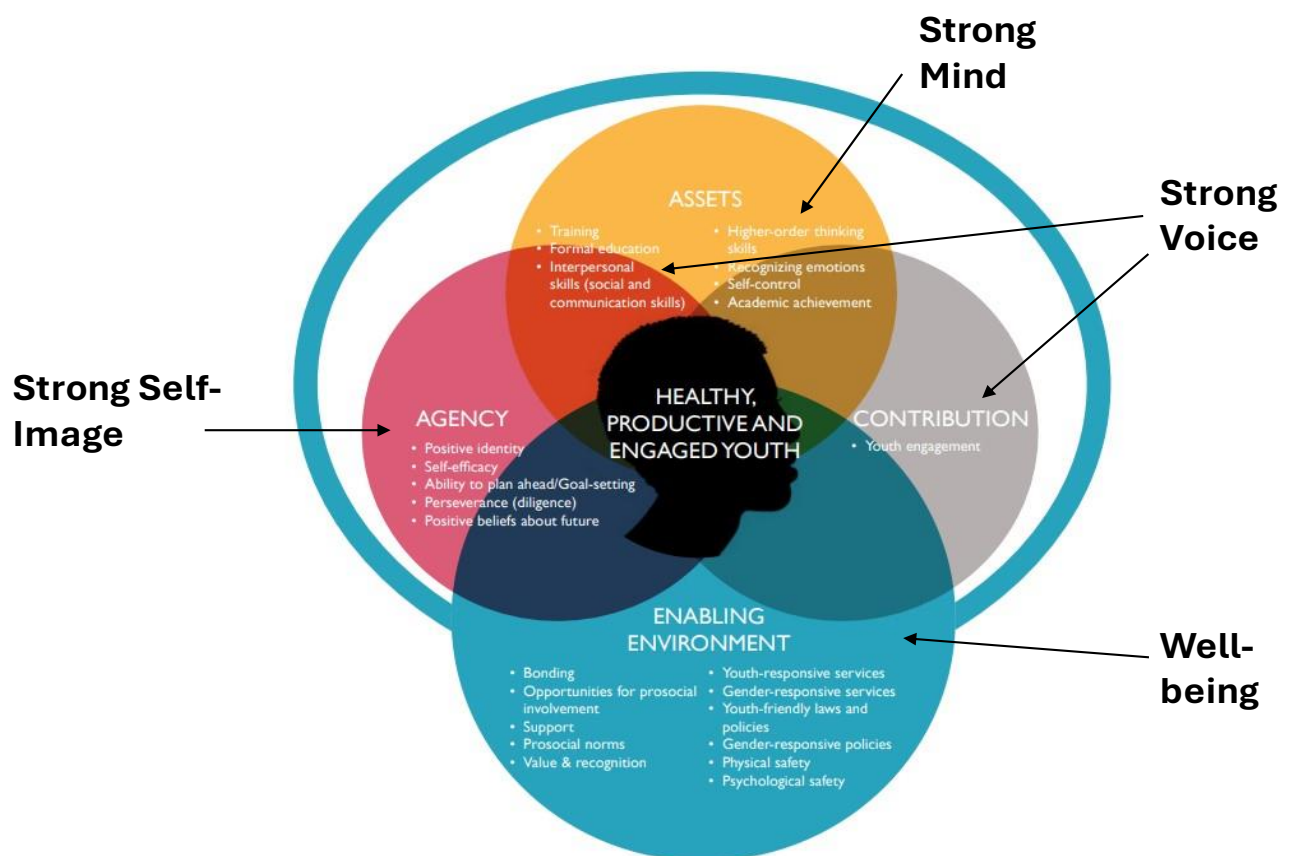 Strong
Mind
Strong
Voice
Strong Self-
Image
Well-
being
ASSETS
• Training
• Formal education
• Interpersonal
skills (social and
communication skills)
• Higher-order thinking
skills
• Recognizing emotions
• Self-control
• Academic achievement
AGENCY
• Positive identity
• Self-efficacy
• Ability to plan ahead/Goal-setting
• Perseverance (diligence)
• Positive beliefs about future
HEALTHY,
PRODUCTIVE AND
ENGAGED YOUTH
CONTRIBUTION
• Youth engagement
ENABLING
ENVIRONMENT
• Bonding
• Opportunities for prosocial
involvement
• Support
• Prosocial norms
• Value & recognition
• Youth-responsive services
• Gender-responsive services
• Youth-friendly laws and
policies
• Gender-responsive policies
• Physical safety
• Psychological safety